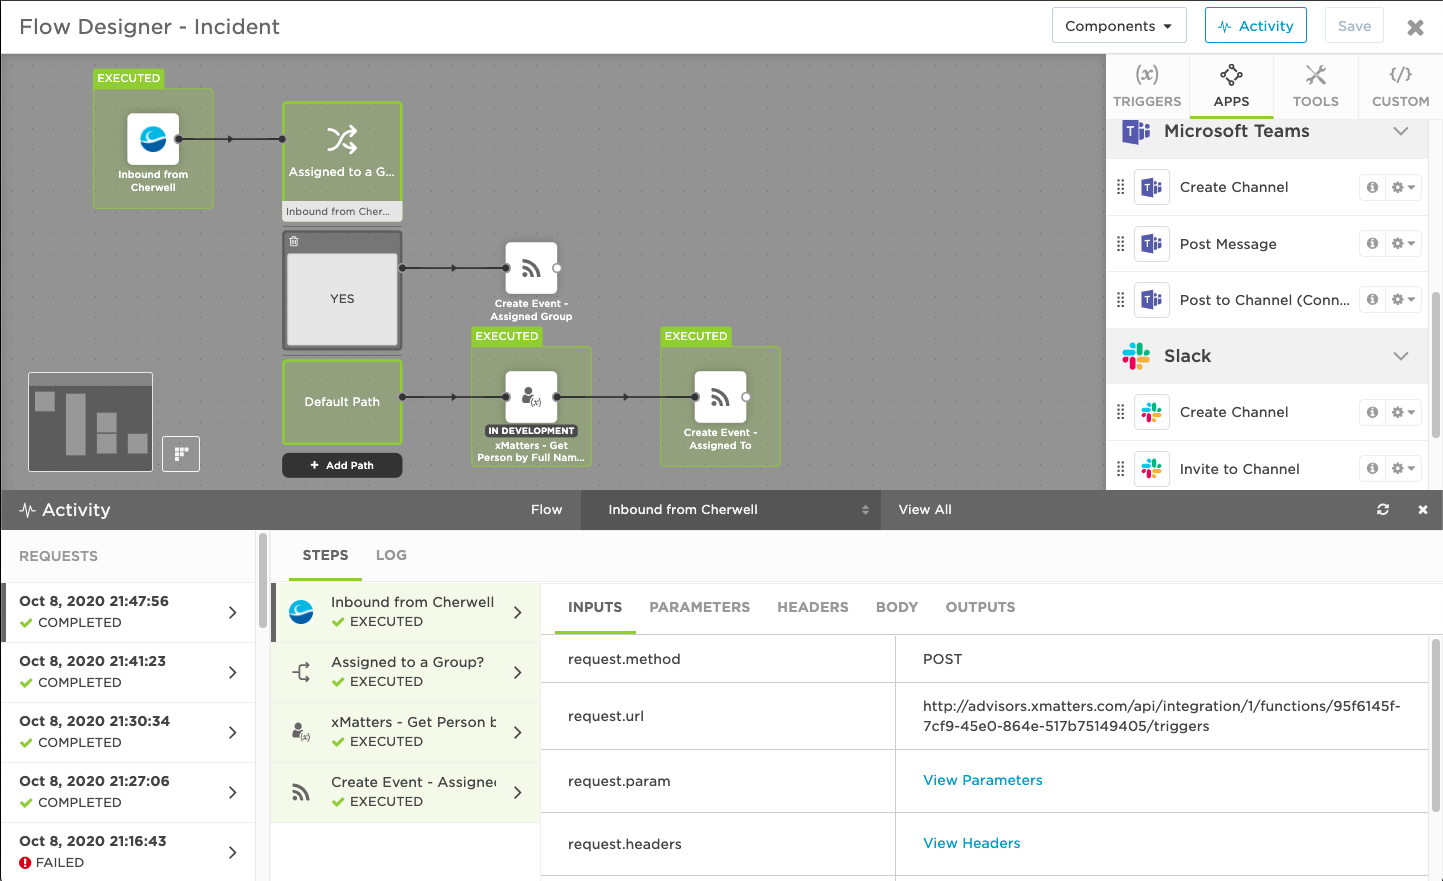 Flow Designer - Incident
Components
Activity
Save
EXECUTED
Inbound from
Cherwell
Assigned to a G...
Inbound from Cher...
YES
Create Event -
Assigned Group
Default Path
EXECUTED
(x)
IN DEVELOPMENT
xMatters - Get
Person by Full Nam...
EXECUTED
Create Event -
Assigned To
+ Add Path
(x)
TRIGGERS
APPS
TOOLS
</>
CUSTOM
Microsoft Teams
Create Channel
Post Message
Post to Channel (Conn...
Slack
Create Channel
Invite to Channel
Activity
Flow
Inbound from Cherwell
View All
REQUESTS
Oct 8, 2020 21:47:56
COMPLETED
Oct 8, 2020 21:41:23
COMPLETED
Oct 8, 2020 21:30:34
COMPLETED
Oct 8, 2020 21:27:06
COMPLETED
Oct 8, 2020 21:16:43
FAILED
STEPS
LOG
Inbound from Cherwell
EXECUTED
Assigned to a Group?
EXECUTED
(x)
xMatters - Get Person b
EXECUTED
Create Event - Assigne
EXECUTED
INPUTS
PARAMETERS
HEADERS
BODY
OUTPUTS
request.method
POST
request.url
http://advisors.xmatters.com/api/integration/1/functions/95f6145f-
7cf9-45e0-864e-517b75149405/triggers
request.param
View Parameters
request.headers
View Headers